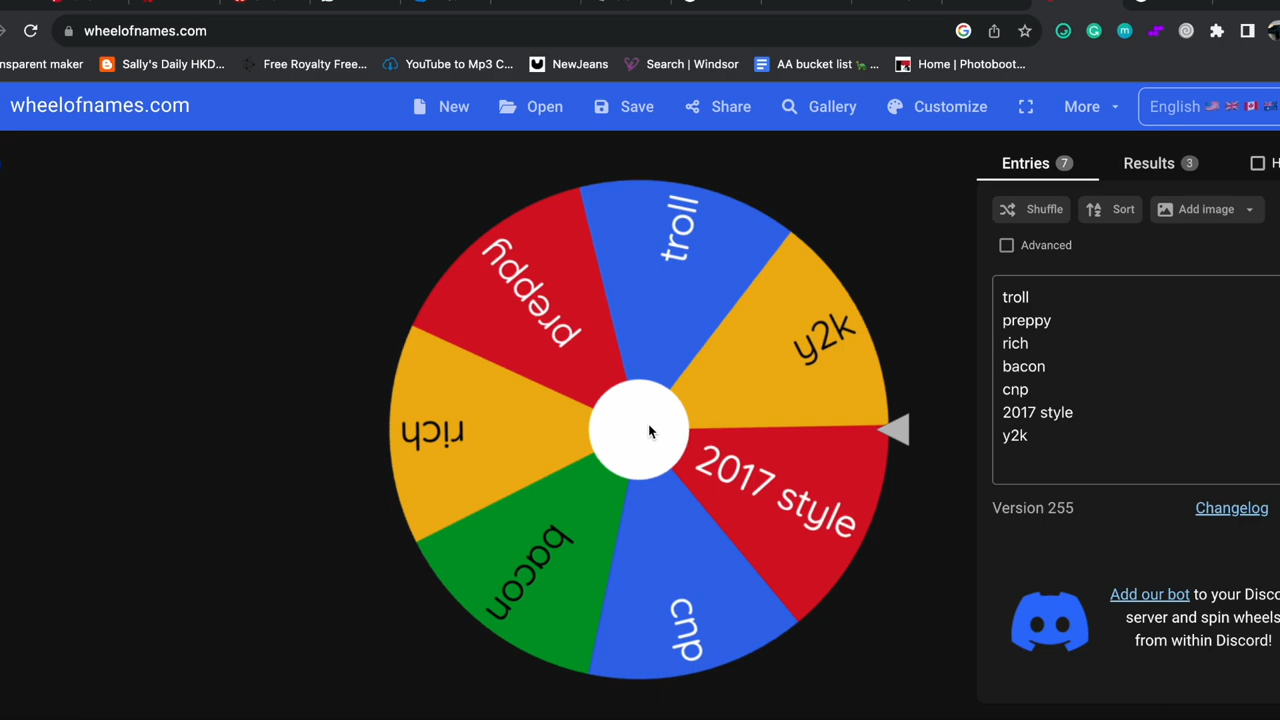 wheelofnames.com
nsparent maker Sally's Daily HKD... Free Royalty Free... YouTube to Mp3 C... NewJeans Search | Windsor AA bucket list🐢... Home | Photoboot...
wheelofnames.com New Open Save Share Gallery Customize More English
Entries 7 Results 3 H
Shuffle Sort Add image
Advanced
troll
preppy
rich
bacon
cnp
2017 style
y2k
Version 255 Changelog
Add our bot to your Disco
server and spin wheels
from within Discord!
troll
y2k
2017 style
cnp
bacon
rich
preppy